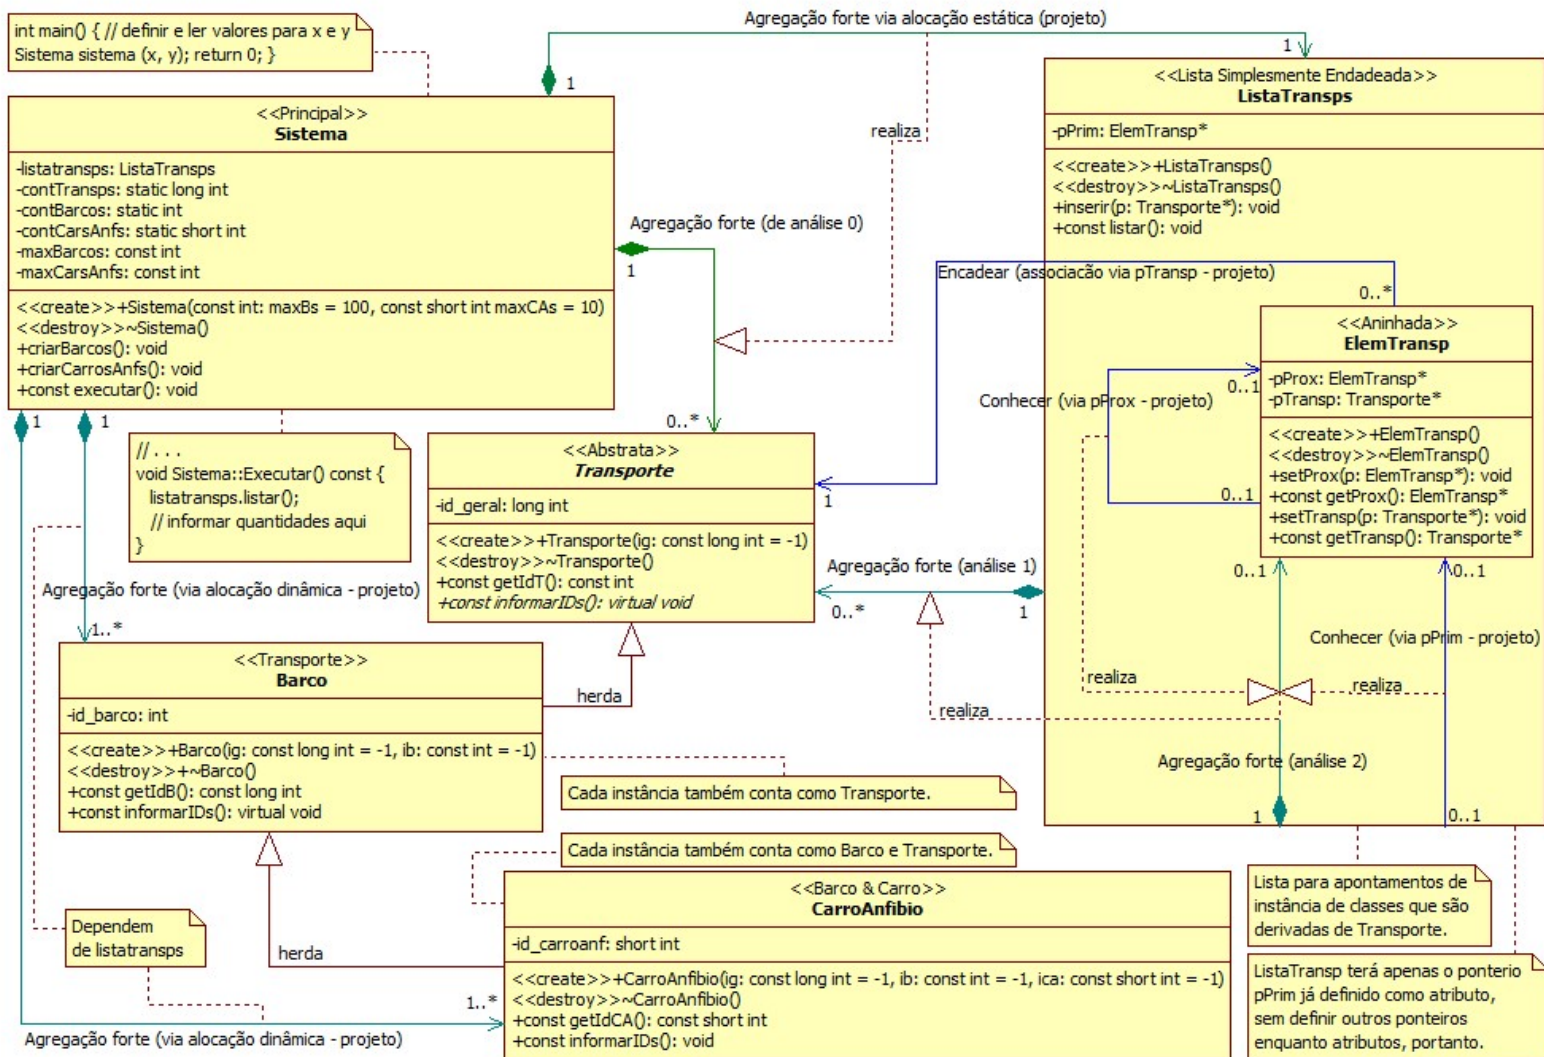 int main() { // definir e ler valores para x e y
Sistema sistema (x, y); return 0; }
Agregação forte via alocação estática (projeto)
1
1
<<Principal>>
Sistema
-listatransps: ListaTransps
-contTransps: static long int
-contBarcos: static int
-contCarsAnfs: static short int
-maxBarcos: const int
-maxCarsAnfs: const int
<<create>>+Sistema(const int: maxBs = 100, const short int maxCAs = 10)
<<destroy>>~Sistema()
+criarBarcos(): void
+criarCarrosAnfs(): void
+const executar(): void
realiza
Agregação forte (de análise 0)
1
0..*
<<Lista Simplesmente Endadeada>>
ListaTransps
-pPrim: ElemTransp*
<<create>>+ListaTransps()
<<destroy>>~ListaTransps()
+inserir(p: Transporte*): void
+const listar(): void
Encadear (associacão via pTransp - projeto)
0..*
1
<<Aninhada>>
ElemTransp
-pProx: ElemTransp*
-pTransp: Transporte*
<<create>>+ElemTransp()
<<destroy>>~ElemTransp()
+setProx(p: ElemTransp*): void
+const getProx(): ElemTransp*
+setTransp(p: Transporte*): void
+const getTransp(): Transporte*
0..1
Conhecer (via pProx - projeto)
0..1
1
1
// . . .
void Sistema::Executar() const {
listatransps.listar();
// informar quantidades aqui
}
<<Abstrata>>
Transporte
-id_geral: long int
<<create>>+Transporte(ig: const long int = -1)
<<destroy>>~Transporte()
+const getIdT(): const int
+const informarIDs(): virtual void
Agregação forte (análise 1)
0..*
1
0..1
0..1
Agregação forte (via alocação dinâmica - projeto)
1..*
Conhecer (via pPrim - projeto)
realiza
realiza
realiza
Agregação forte (análise 2)
1
0..1
<<Transporte>>
Barco
-id_barco: int
<<create>>+Barco(ig: const long int = -1, ib: const int = -1)
<<destroy>>+~Barco()
+const getIdB(): const long int
+const informarIDs(): virtual void
herda
Cada instância também conta como Transporte.
Cada instância também conta como Barco e Transporte.
<<Barco & Carro>>
CarroAnfibio
-id_carroanf: short int
<<create>>+CarroAnfibio(ig: const long int = -1, ib: const int = -1, ica: const short int = -1)
<<destroy>>~CarroAnfibio()
+const getIdCA(): const short int
+const informarIDs(): void
herda
Dependem
de listatransps
1..*
Agregação forte (via alocação dinâmica - projeto)
Lista para apontamentos de
instância de classes que são
derivadas de Transporte.
ListaTransp terá apenas o ponterio
pPrim já definido como atributo,
sem definir outros ponteiros
enquanto atributos, portanto.